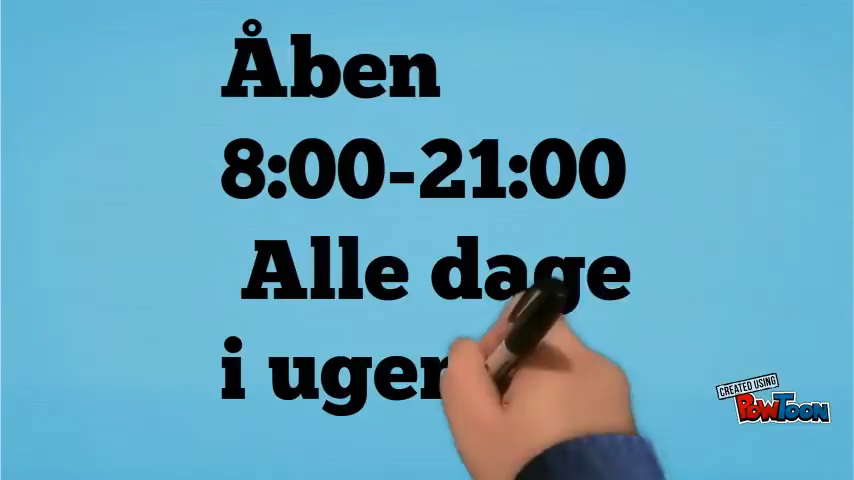 Åben
8:00-21:00
Alle dage
i ugen
CREATED USING
POWTOON